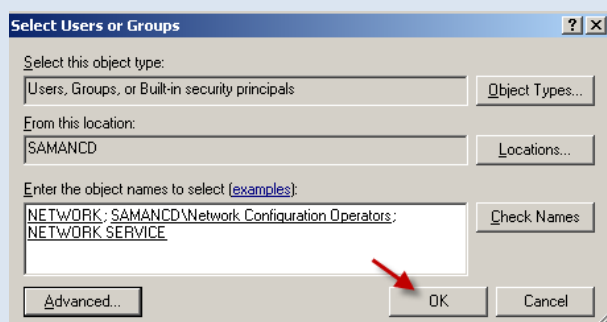 Select Users or Groups
Select this object type:
Users, Groups, or Built-in security principals
Object Types...
From this location:
SAMANCD
Locations...
Enter the object names to select (examples):
NETWORK; SAMANCD\Network Configuration Operators;
NETWORK SERVICE
Check Names
Advanced...
OK
Cancel